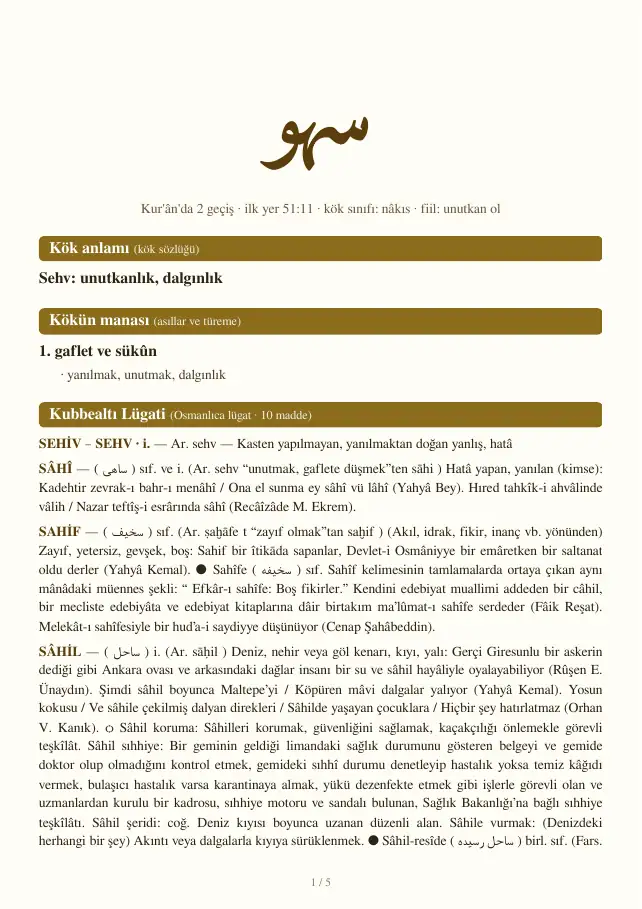 سهو
Kur'ân'da 2 geçiş · ilk yer 51:11 · kök sınıfı: nâkıs · fiil: unutkan ol
Kök anlamı (kök sözlüğü)
Sehv: unutkanlık, dalgınlık
Kökün manası (asıllar ve türeme)
1. gaflet ve sükûn
· yanılmak, unutmak, dalgınlık
Kubbealtı Lügati (Osmanlıca lügat · 10 madde)
SEHİV – SEHV · i. — Ar. sehv — Kasten yapılmayan, yanılmaktan doğan yanlış, hatâ
SÂHÎ — ( ساهى ) sıf. ve i. (Ar. sehv “unutmak, gaflete düşmek”ten sāhі ) Hatâ yapan, yanılan (kimse):
Kadehtir zevrak-ı bahr-ı menâhî / Ona el sunma ey sâhî vü lâhî (Yahyâ Bey). Hıred tahkîk-i ahvâlinde
vâlih / Nazar teftîş-i esrârında sâhî (Recâîzâde M. Ekrem).
SAHİF — ( سخيف ) sıf. (Ar. ṣaḫāfe t “zayıf olmak”tan saḫіf ) (Akıl, idrak, fikir, inanç vb. yönünden)
Zayıf, yetersiz, gevşek, boş: Sahif bir îtikāda sapanlar, Devlet-i Osmâniyye bir emâretken bir saltanat
oldu derler (Yahyâ Kemal). ● Sahîfe ( سخيفه ) sıf. Sahîf kelimesinin tamlamalarda ortaya çıkan aynı
mânâdaki müennes şekli: “ Efkâr-ı sahîfe: Boş fikirler.” Kendini edebiyat muallimi addeden bir câhil,
bir mecliste edebiyâta ve edebiyat kitaplarına dâir birtakım ma’lûmat-ı sahîfe serdeder (Fâik Reşat).
Melekât-ı sahîfesiyle bir hud’a-i saydiyye düşünüyor (Cenap Şahâbeddin).
SÂHİL — ( ساحل ) i. (Ar. sāḥil ) Deniz, nehir veya göl kenarı, kıyı, yalı: Gerçi Giresunlu bir askerin
dediği gibi Ankara ovası ve arkasındaki dağlar insanı bir su ve sâhil hayâliyle oyalayabiliyor (Rûşen E.
Ünaydın). Şimdi sâhil boyunca Maltepe’yi / Köpüren mâvi dalgalar yalıyor (Yahyâ Kemal). Yosun
kokusu / Ve sâhile çekilmiş dalyan direkleri / Sâhilde yaşayan çocuklara / Hiçbir şey hatırlatmaz (Orhan
V. Kanık). ○ Sâhil koruma: Sâhilleri korumak, güvenliğini sağlamak, kaçakçılığı önlemekle görevli
teşkîlât. Sâhil sıhhiye: Bir geminin geldiği limandaki sağlık durumunu gösteren belgeyi ve gemide
doktor olup olmadığını kontrol etmek, gemideki sıhhî durumu denetleyip hastalık yoksa temiz kâğıdı
vermek, bulaşıcı hastalık varsa karantinaya almak, yükü dezenfekte etmek gibi işlerle görevli olan ve
uzmanlardan kurulu bir kadrosu, sıhhiye motoru ve sandalı bulunan, Sağlık Bakanlığı’na bağlı sıhhiye
teşkîlâtı. Sâhil şeridi: coğ. Deniz kıyısı boyunca uzanan düzenli alan. Sâhile vurmak: (Denizdeki
herhangi bir şey) Akıntı veya dalgalarla kıyıya sürüklenmek. ● Sâhil-resîde ( ساحل رسيده ) birl. sıf. (Fars.
1 / 5